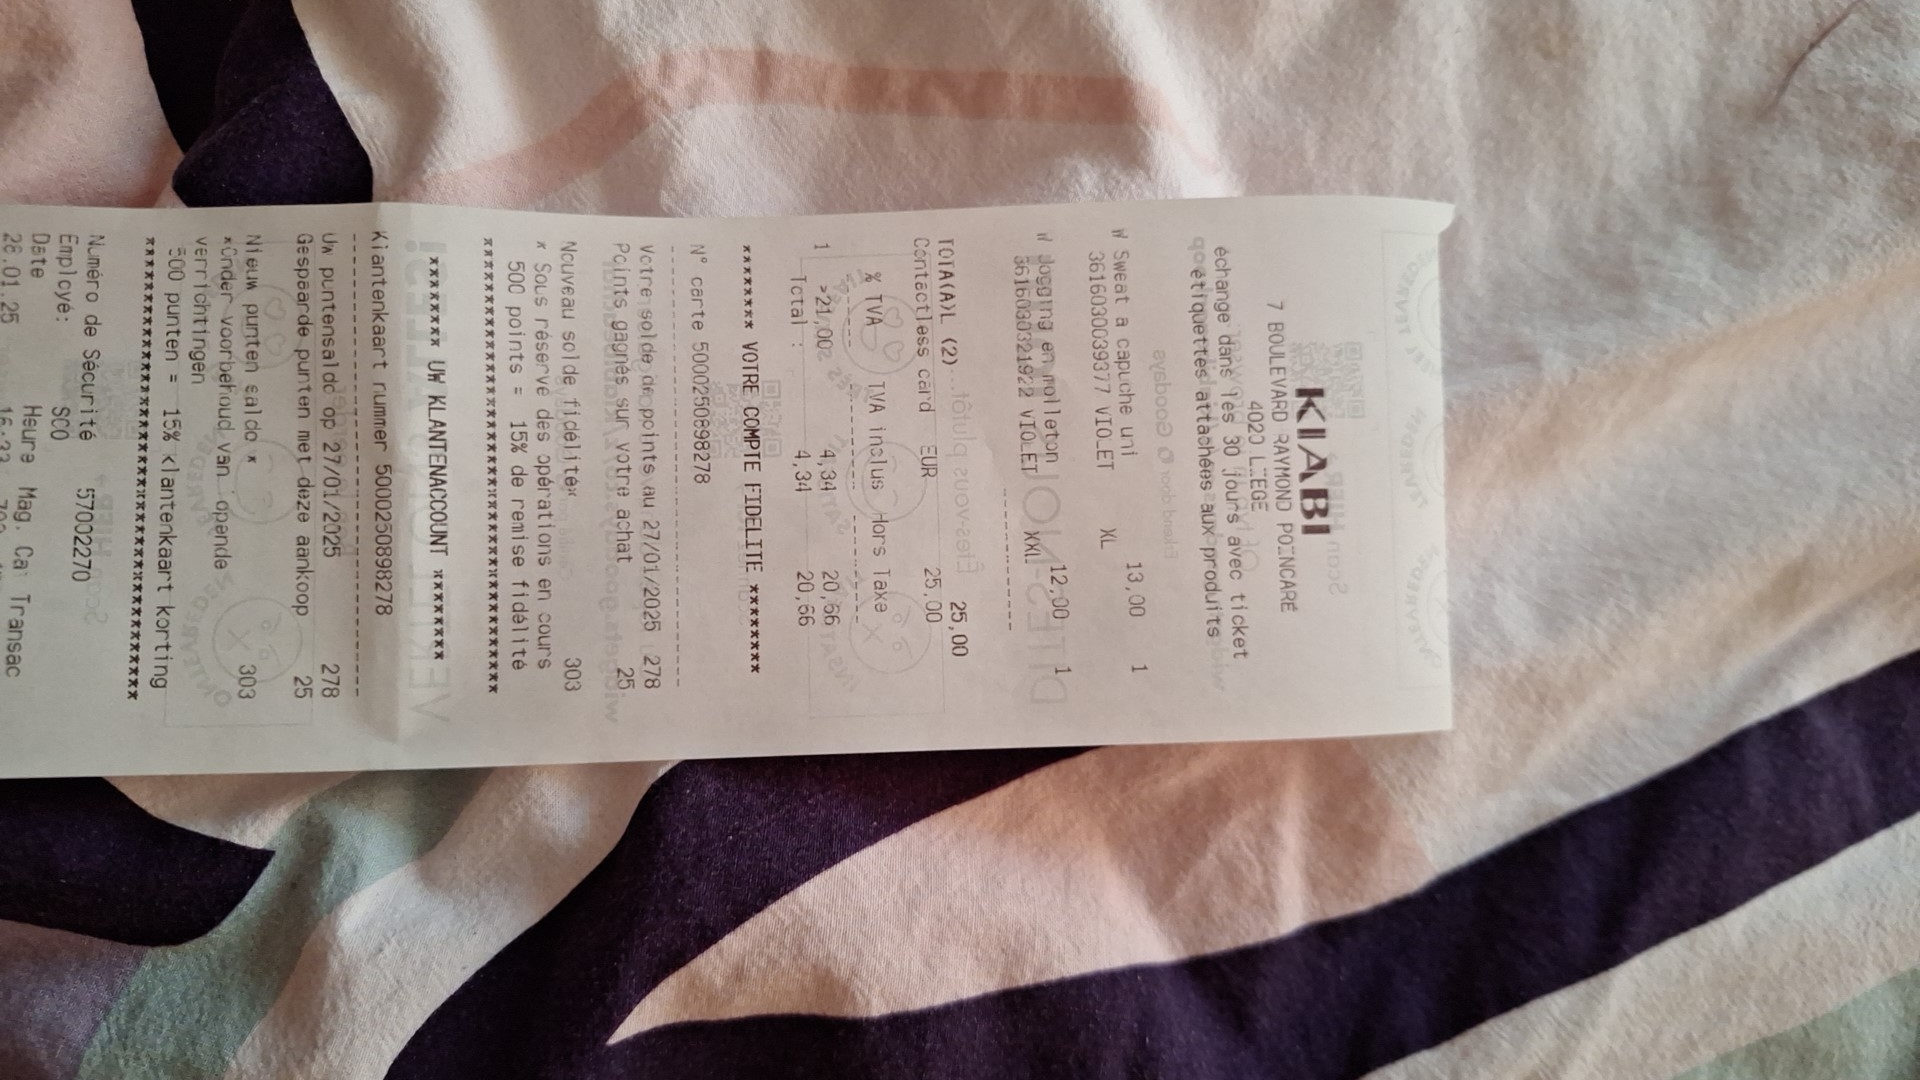 KIABI
7 BOULEVARD RAYMOND POINCARE
4020 LIEGE
échange dans les 30 jours avec ticket
et étiquettes attachées aux produits
W Sweat a capuche uni 13,00 1
3616030039377 VIOLET XL
W Jogging en molleton 12,00 1
3616030321922 VIOLET XXL
TOTA(A)L (2) 25,00
Contactless card EUR 25,00
% TVA TVA inclus Hors Taxe
1 >21,00% 4,34 20,66
Total : 4,34 20,66
******** VOTRE COMPTE FIDELITE ********
N° carte 5000250898278
Votre solde de points au 27/01/2025 278
Points gagnés sur votre achat 25
Nouveau solde fidélité* 303
* Sous réserve des opérations en cours
500 points = 15% de remise fidélité
******** UW KLANTENACCOUNT ********
Klantenkaart nummer 5000250898278
Uw puntensaldo op 27/01/2025 278
Gespaarde punten met deze aankoop 25
Nieuw punten saldo * 303
*Onder voorbehoud van lopende
verrichtingen
500 punten = 15% klantenkaart korting
Numéro de Sécurité 57002270
Employé: SCO
Date Heure Mag. Cai Transac
28.01.25